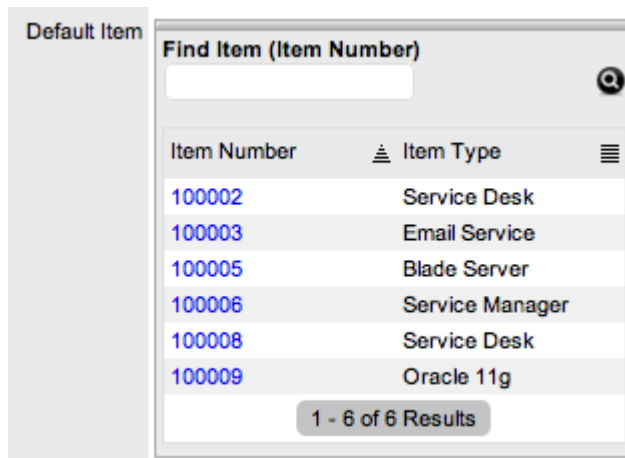 Default Item
Find Item (Item Number)
Item Number Item Type
100002 Service Desk
100003 Email Service
100005 Blade Server
100006 Service Manager
100008 Service Desk
100009 Oracle 11g
1 - 6 of 6 Results